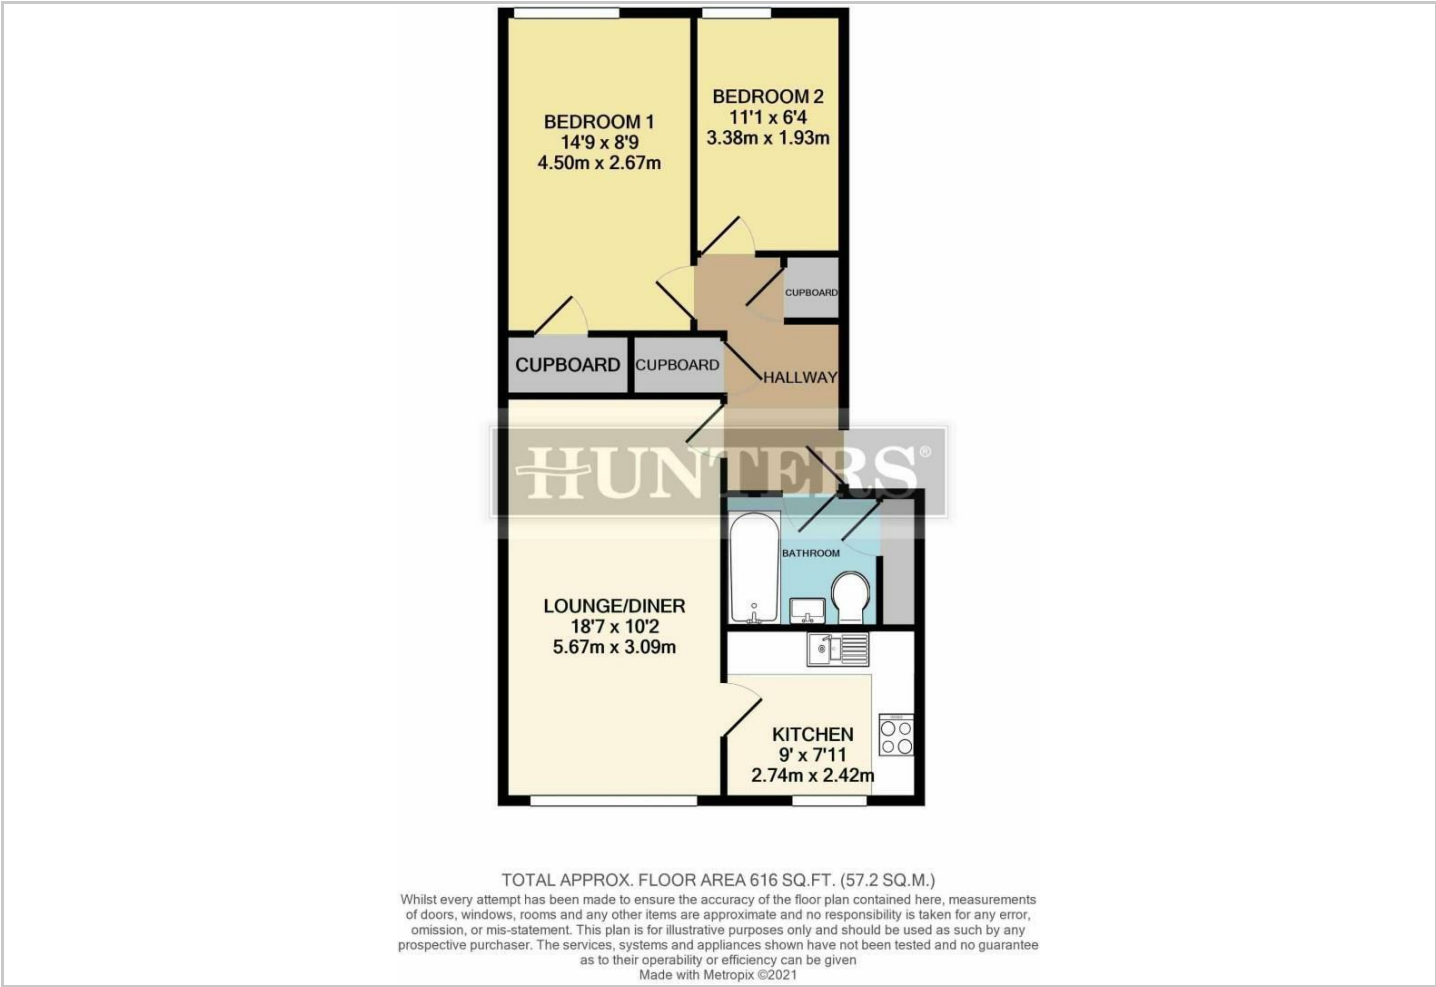 BEDROOM 1
14'9 x 8'9
4.50m x 2.67m
BEDROOM 2
11'1 x 6'4
3.38m x 1.93m
CUPBOARD
CUPBOARD
CUPBOARD
HALLWAY
HUNTERS®
BATHROOM
LOUNGE/DINER
18'7 x 10'2
5.67m x 3.09m
KITCHEN
9' x 7'11
2.74m x 2.42m
TOTAL APPROX. FLOOR AREA 616 SQ.FT. (57.2 SQ.M.)
Whilst every attempt has been made to ensure the accuracy of the floor plan contained here, measurements
of doors, windows, rooms and any other items are approximate and no responsibility is taken for any error,
omission, or mis-statement. This plan is for illustrative purposes only and should be used as such by any
prospective purchaser. The services, systems and appliances shown have not been tested and no guarantee
as to their operability or efficiency can be given
Made with Metropix ©2021